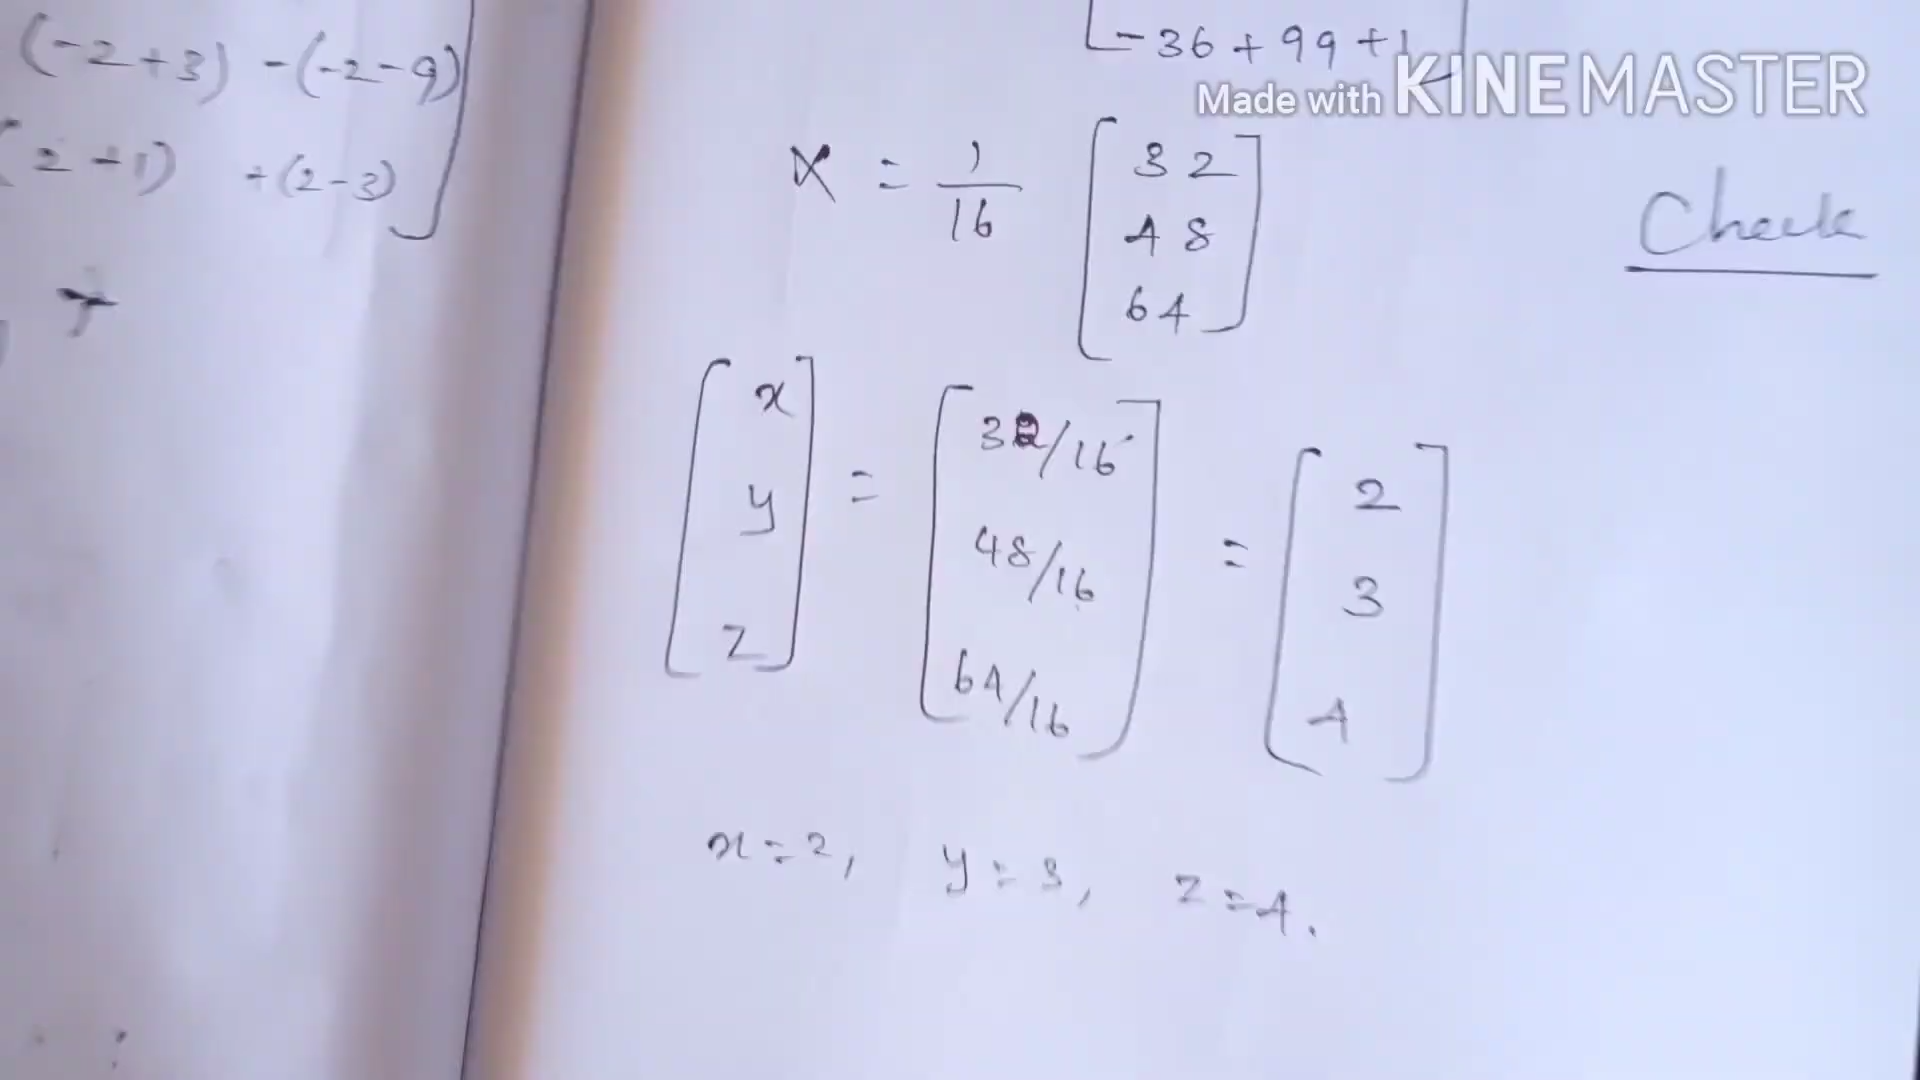 (-2+3) -(-2-9)
2-1) +(2-3)
-36+99+1
Made with KINEMASTER
X = 1/16 [32
48
64]
Check
[x
y
z] = [32/16
48/16
64/16] = [2
3
4]
x=2, y=3, z=4.